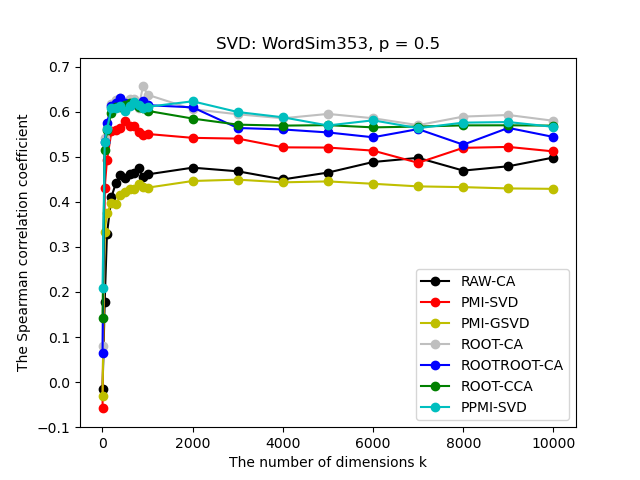 SVD: WordSim353, p = 0.5
The Spearman correlation coefficient
0.7
0.6
0.5
0.4
0.3
0.2
0.1
0.0
−0.1
RAW-CA
PMI-SVD
PMI-GSVD
ROOT-CA
ROOTROOT-CA
ROOT-CCA
PPMI-SVD
0 2000 4000 6000 8000 10000
The number of dimensions k